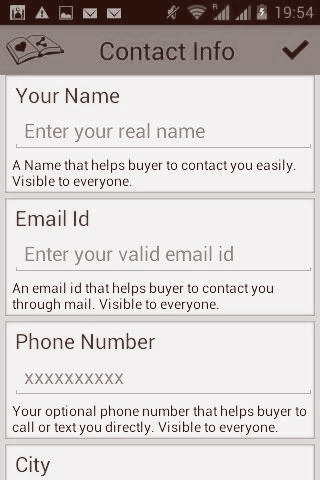 19:54
Contact Info
Your Name
Enter your real name
A Name that helps buyer to contact you easily.
Visible to everyone.
Email Id
Enter your valid email id
An email id that helps buyer to contact you
through mail. Visible to everyone.
Phone Number
xxxxxxxxxx
Your optional phone number that helps buyer to
call or text you directly. Visible to everyone.
City